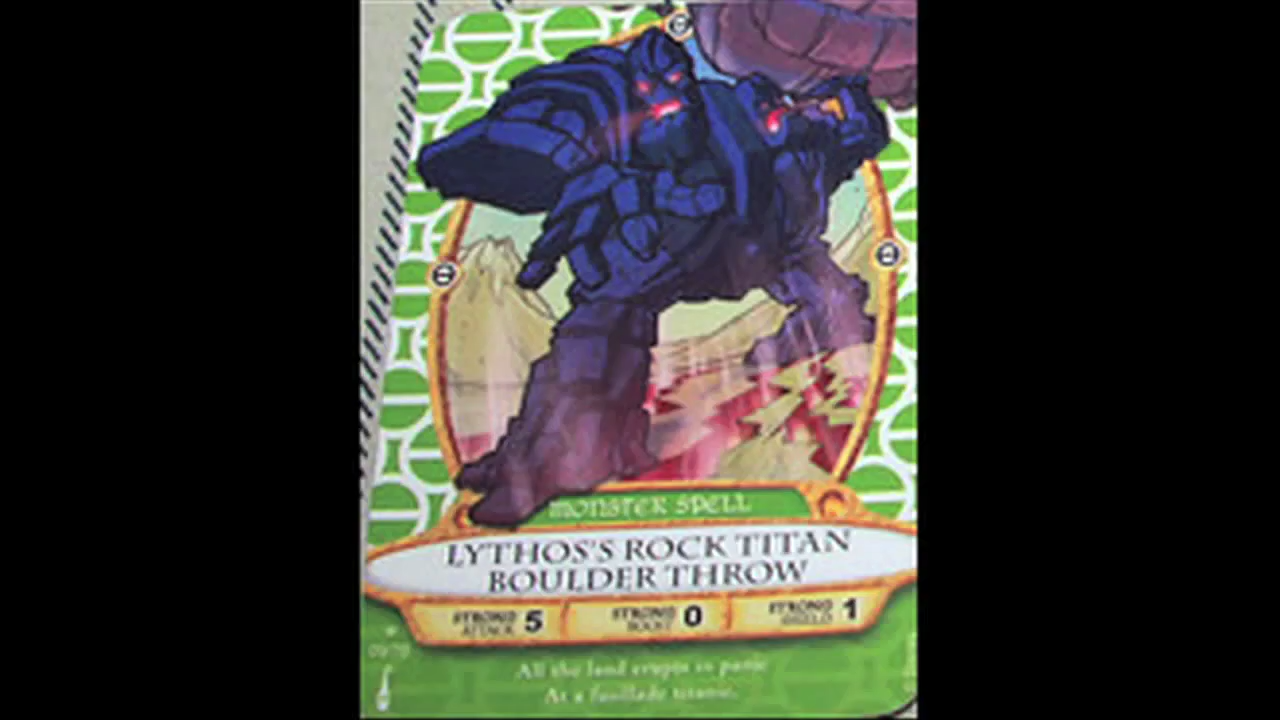 MONSTER SPELL
LYTHOS'S ROCK TITAN
BOULDER THROW
STRONG ATTACK 5 STRONG BOOST 0 STRONG SHIELD 1
All the land erupts in panic
At a fusillade titanic.